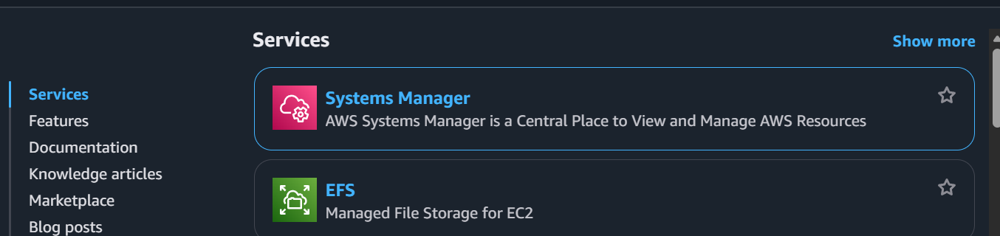 Services
Show more
Services
Features
Documentation
Knowledge articles
Marketplace
Blog posts
Systems Manager
AWS Systems Manager is a Central Place to View and Manage AWS Resources
EFS
Managed File Storage for EC2